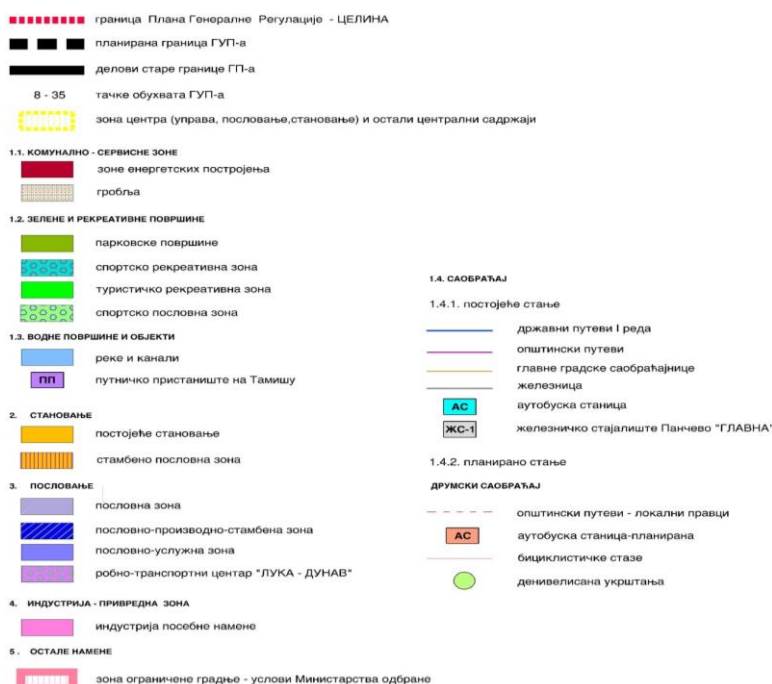 граница Плана Генералне Регулације - ЦЕЛИНА
планирана граница ГУП-а
делови старе границе ГП-а
8 - 35 тачке обухвата ГУП-а
зона центра (управа, пословање,становање) и остали централни садржаји
1.1. КОМУНАЛНО - СЕРВИСНЕ ЗОНЕ
зоне енергетских постројења
гробља
1.2. ЗЕЛЕНЕ И РЕКРЕАТИВНЕ ПОВРШИНЕ
парковске површине
спортско рекреативна зона
туристичко рекреативна зона
спортско пословна зона
1.3. ВОДНЕ ПОВРШИНЕ И ОБЈЕКТИ
реке и канали
ПП путничко пристаниште на Тамишу
2. СТАНОВАЊЕ
постојеће становање
стамбено пословна зона
3. ПОСЛОВАЊЕ
пословна зона
пословно-производно-стамбена зона
пословно-услужна зона
робно-транспортни центар "ЛУКА - ДУНАВ"
4. ИНДУСТРИЈА - ПРИВРЕДНА ЗОНА
индустрија посебне намене
5. ОСТАЛЕ НАМЕНЕ
зона ограничене градње - услови Министарства одбране
1.4. САОБРАЋАЈ
1.4.1. постојеће стање
државни путеви I реда
општински путеви
главне градске саобраћајнице
железница
АС аутобуска станица
ЖС-1 железничко стајалиште Панчево "ГЛАВНА"
1.4.2. планирано стање
ДРУМСКИ САОБРАЋАЈ
општински путеви - локални правци
АС аутобуска станица-планирана
бициклистичке стазе
денивелисана укрштања